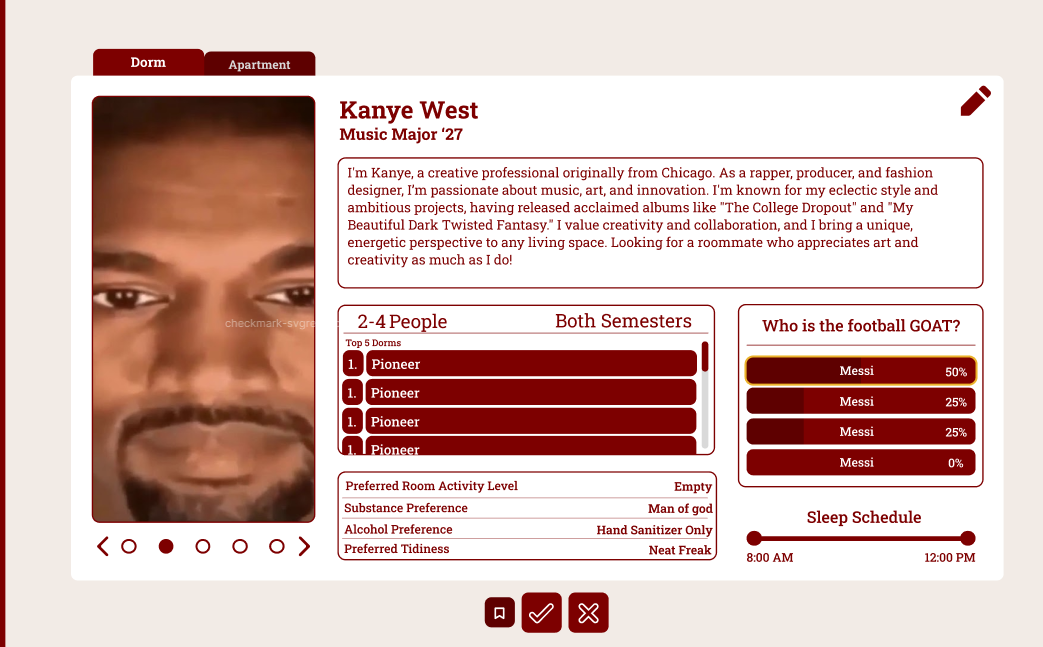 Dorm
Apartment
Kanye West
Music Major ‘27
I'm Kanye, a creative professional originally from Chicago. As a rapper, producer, and fashion
designer, I'm passionate about music, art, and innovation. I'm known for my eclectic style and
ambitious projects, having released acclaimed albums like "The College Dropout" and "My
Beautiful Dark Twisted Fantasy." I value creativity and collaboration, and I bring a unique,
energetic perspective to any living space. Looking for a roommate who appreciates art and
creativity as much as I do!
2-4 People
Both Semesters
Top 5 Dorms
1. Pioneer
1. Pioneer
1. Pioneer
1. Pioneer
Preferred Room Activity Level Empty
Substance Preference Man of god
Alcohol Preference Hand Sanitizer Only
Preferred Tidiness Neat Freak
Who is the football GOAT?
Messi 50%
Messi 25%
Messi 25%
Messi 0%
Sleep Schedule
8:00 AM 12:00 PM